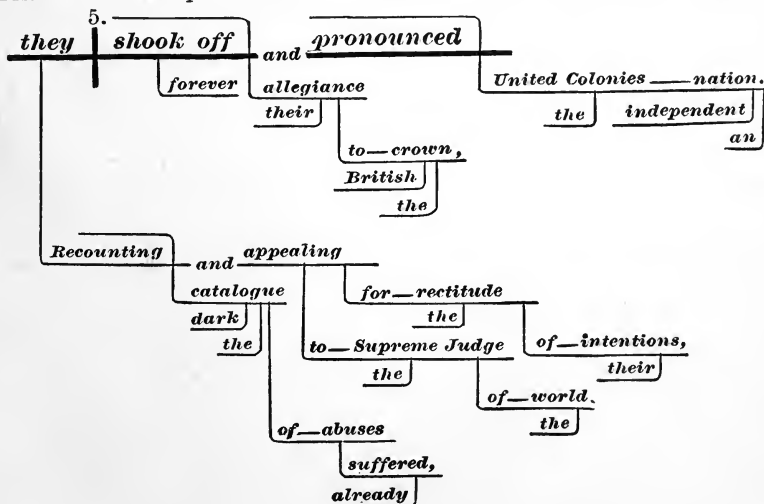 5.
they shook off and pronounced
forever allegiance United Colonies — nation.
their the independent
an
to — crown,
British
the
Recounting and appealing
catalogue for — rectitude
dark the
the to — Supreme Judge of — intentions,
the their
of — world.
the
of — abuses
suffered,
already